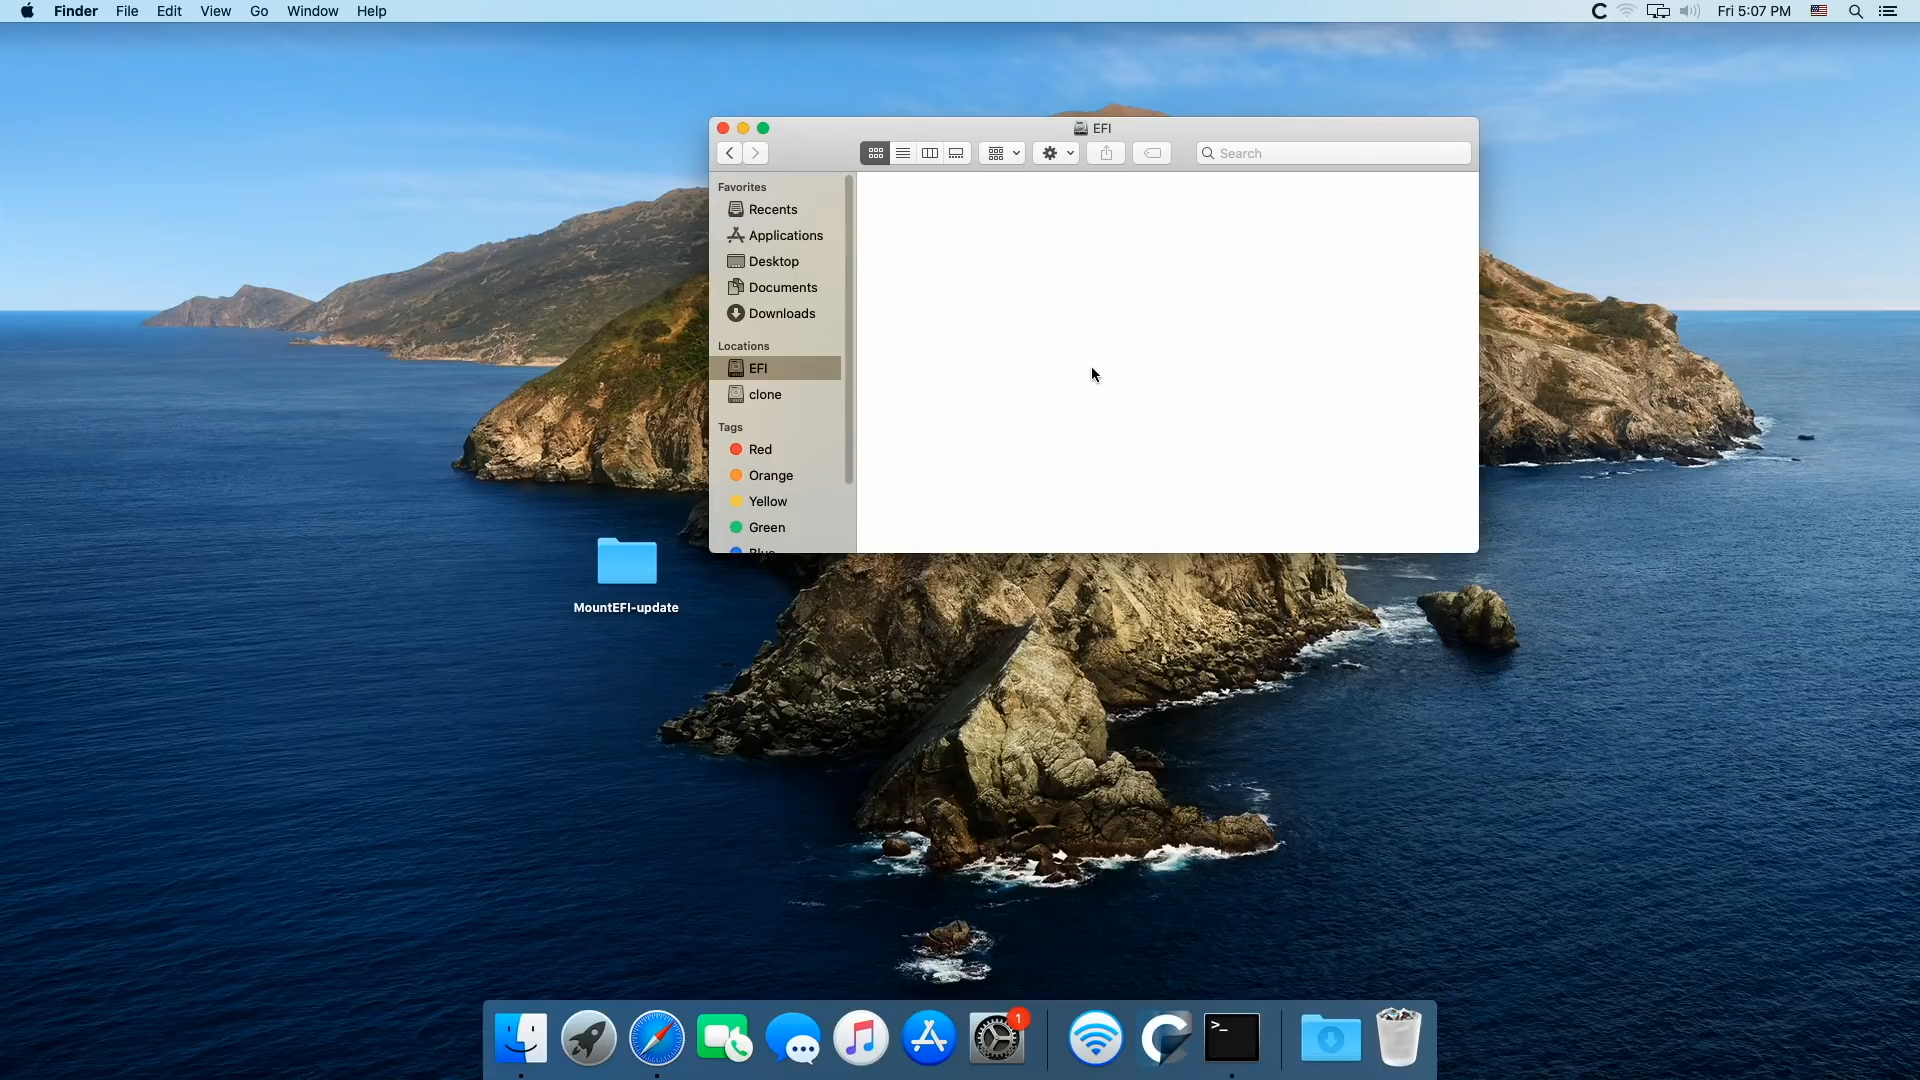 Finder File Edit View Go Window Help
Fri 5:07 PM
EFI
Search
Favorites
Recents
Applications
Desktop
Documents
Downloads
Locations
EFI
clone
Tags
Red
Orange
Yellow
Green
Blue
MountEFI-update
1
>_